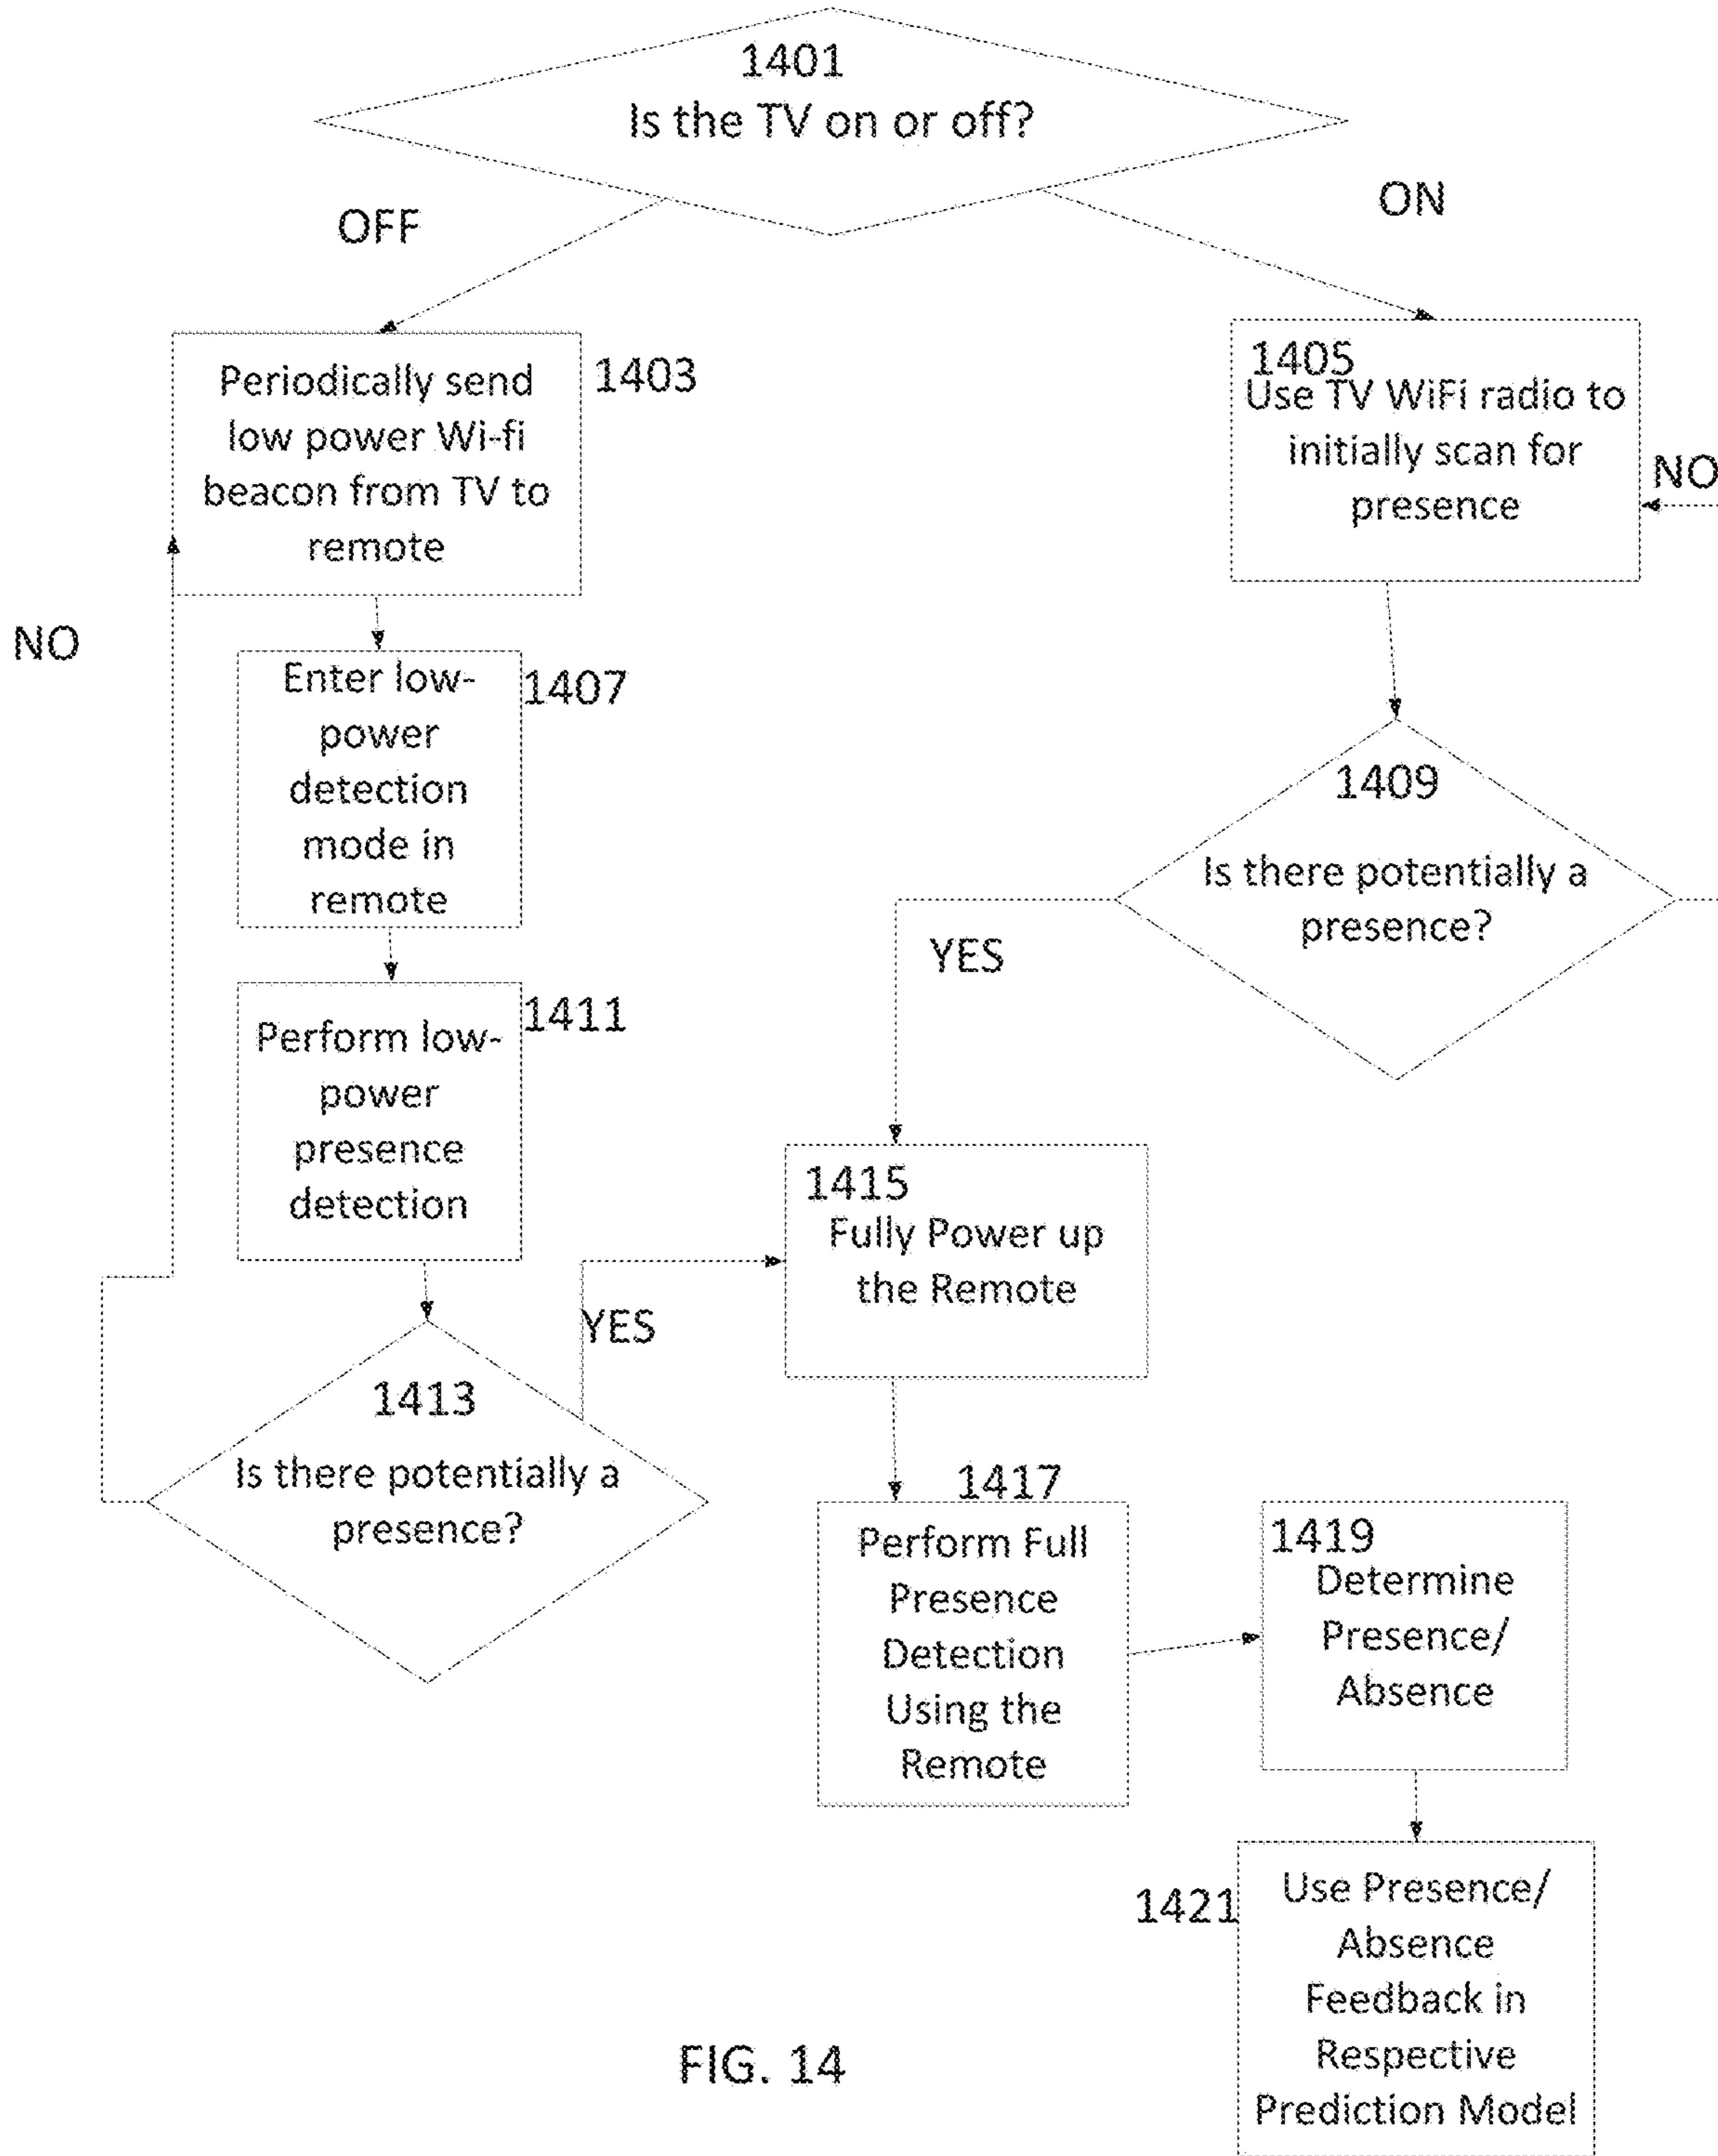 1401
Is the TV on or off?
OFF
ON
Periodically send
low power Wi-fi
beacon from TV to
remote
1403
1405
Use TV WiFi radio to
initially scan for
presence
NO
NO
Enter low-
power
detection
mode in
remote
1407
1409
Is there potentially a
presence?
YES
Perform low-
power
presence
detection
1411
1415
Fully Power up
the Remote
YES
1413
Is there potentially a
presence?
1417
Perform Full
Presence
Detection
Using the
Remote
1419
Determine
Presence/
Absence
1421
Use Presence/
Absence
Feedback in
Respective
Prediction Model
FIG. 14